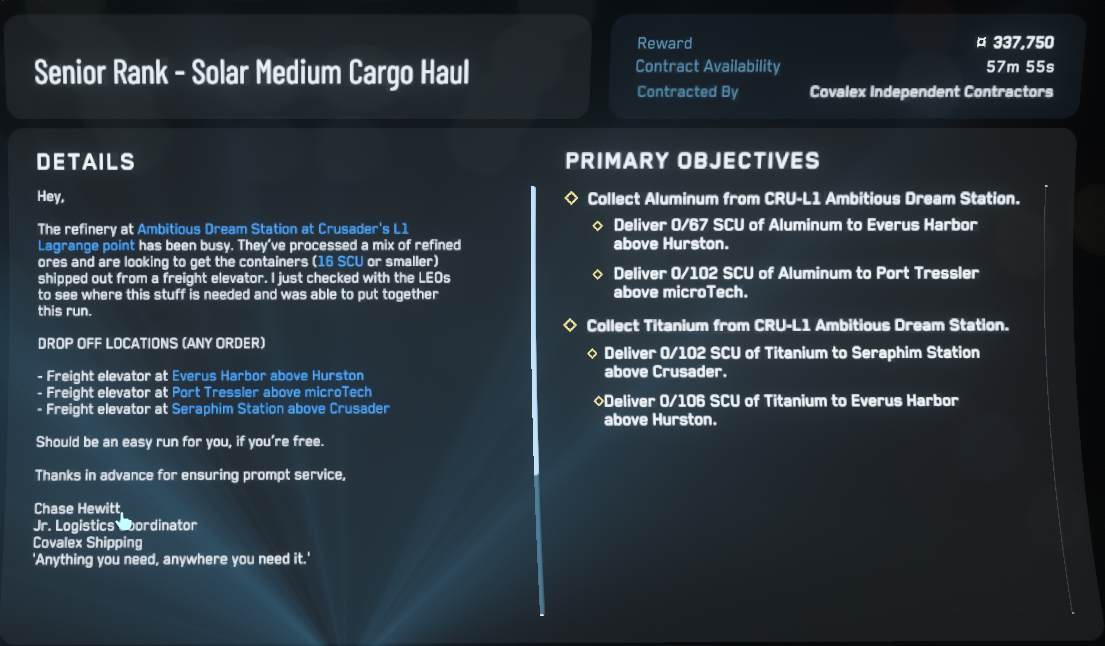 Senior Rank - Solar Medium Cargo Haul
Reward ¤ 337,750
Contract Availability 57m 55s
Contracted By Covalex Independent Contractors
DETAILS
Hey,
The refinery at Ambitious Dream Station at Crusader's L1
Lagrange point has been busy. They've processed a mix of refined
ores and are looking to get the containers (16 SCU or smaller)
shipped out from a freight elevator. I just checked with the LEOs
to see where this stuff is needed and was able to put together
this run.
DROP OFF LOCATIONS (ANY ORDER)
- Freight elevator at Everus Harbor above Hurston
- Freight elevator at Port Tressler above microTech
- Freight elevator at Seraphim Station above Crusader
Should be an easy run for you, if you're free.
Thanks in advance for ensuring prompt service,
Chase Hewitt
Jr. Logistics Coordinator
Covalex Shipping
'Anything you need, anywhere you need it.'
PRIMARY OBJECTIVES
Collect Aluminum from CRU-L1 Ambitious Dream Station.
Deliver 0/67 SCU of Aluminum to Everus Harbor
above Hurston.
Deliver 0/102 SCU of Aluminum to Port Tressler
above microTech.
Collect Titanium from CRU-L1 Ambitious Dream Station.
Deliver 0/102 SCU of Titanium to Seraphim Station
above Crusader.
Deliver 0/106 SCU of Titanium to Everus Harbor
above Hurston.